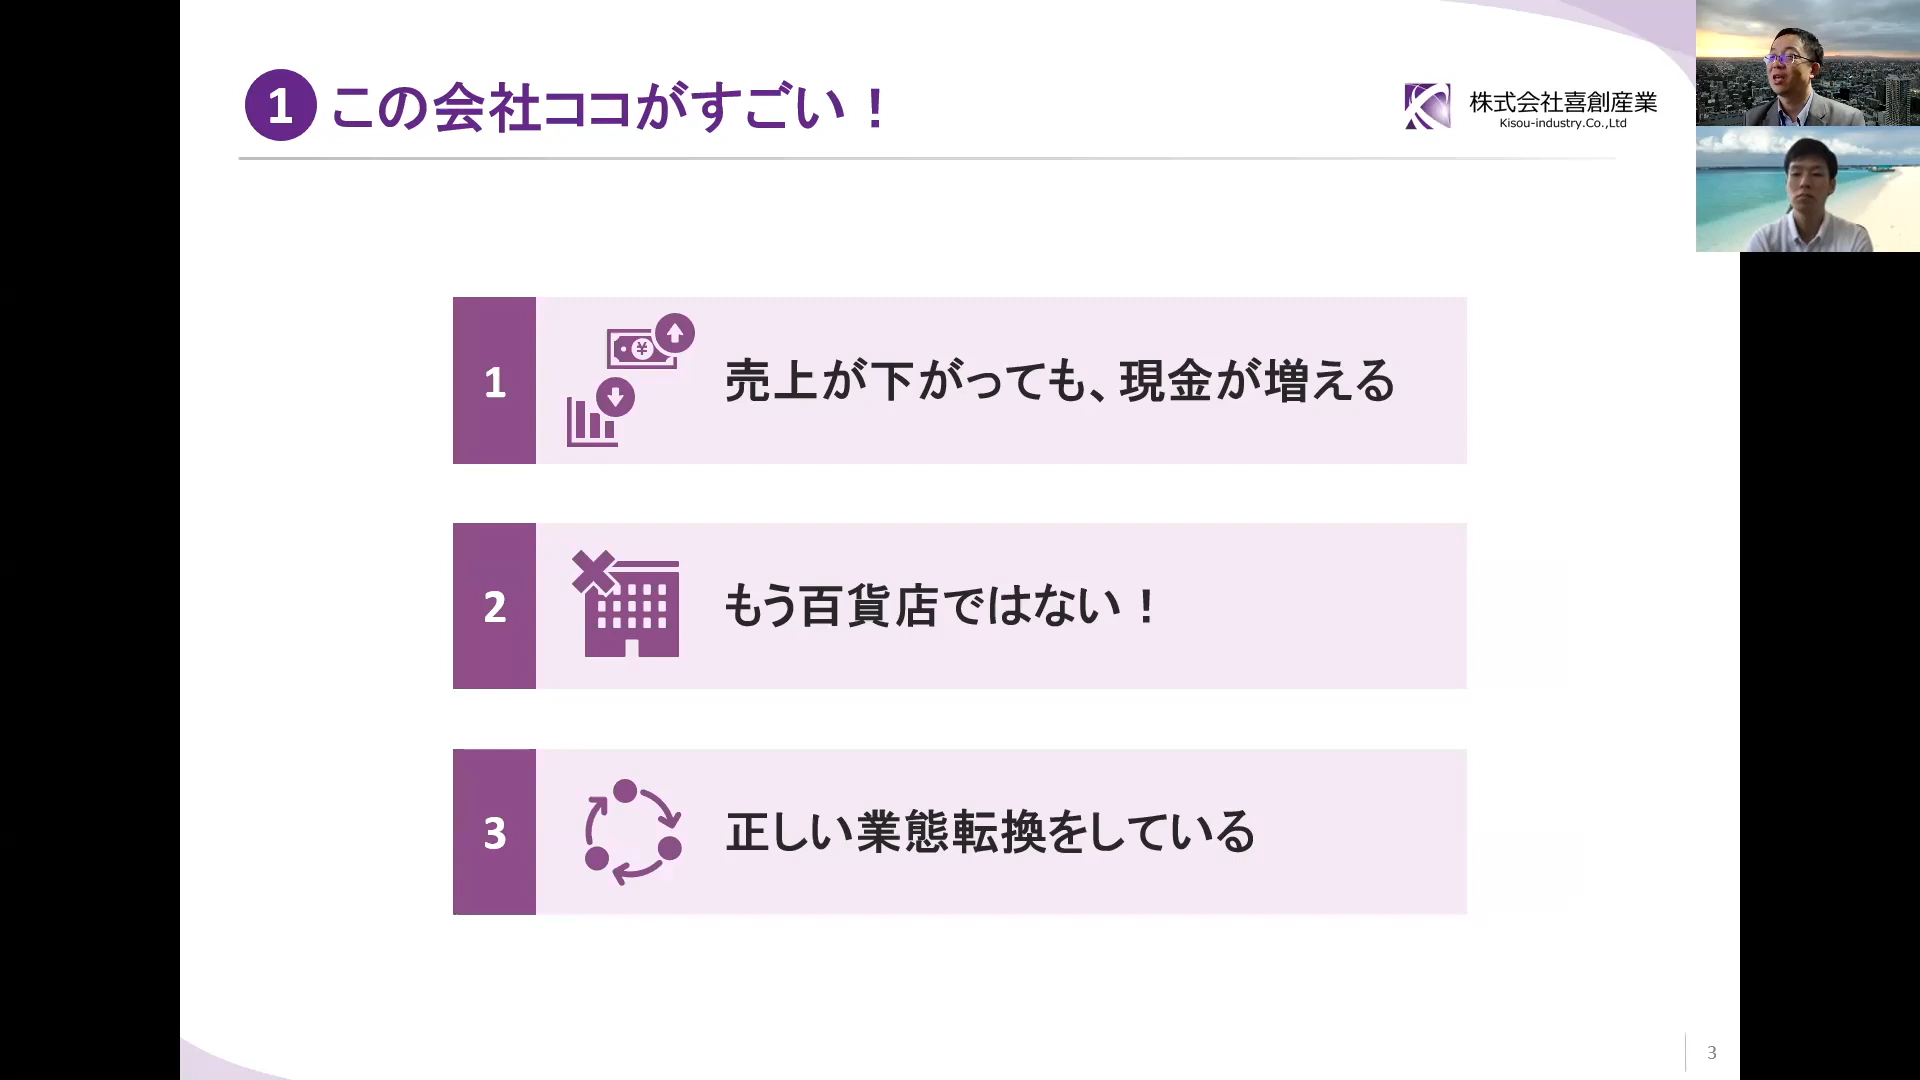 1 この会社ココがすごい！
株式会社喜創産業
Kisou-industry.Co.,Ltd
1 売上が下がっても、現金が増える
2 もう百貨店ではない！
3 正しい業態転換をしている
3